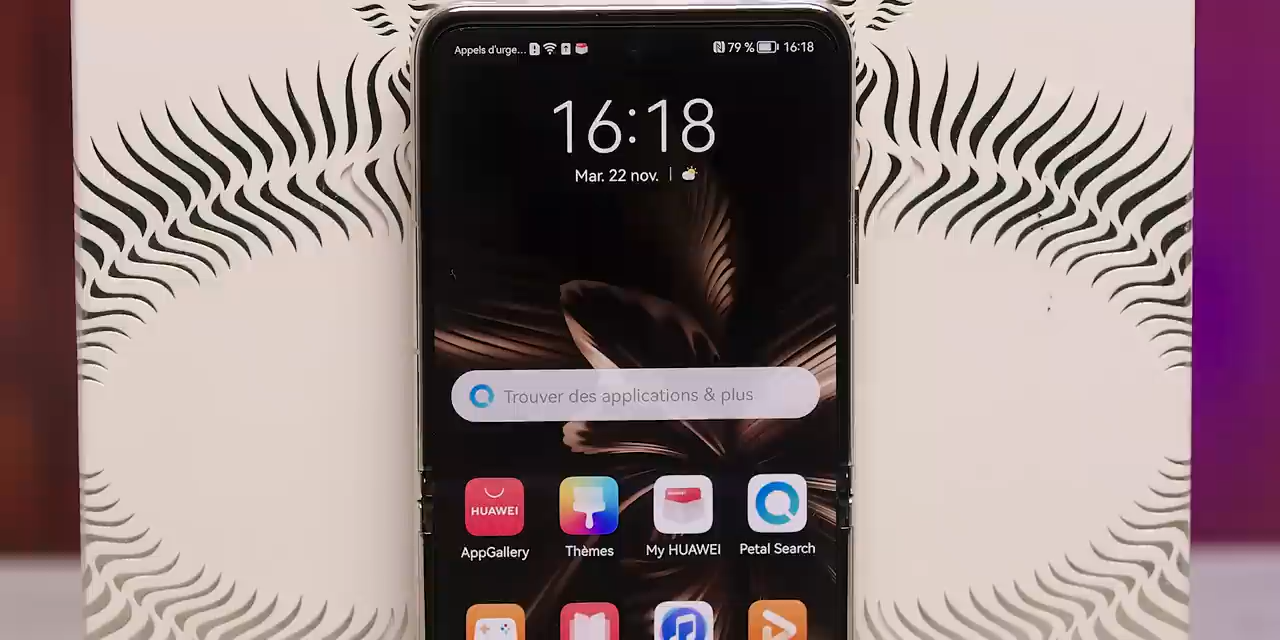 Appels d'urge... 79 % 16:18
16:18
Mar. 22 nov.
Trouver des applications & plus
HUAWEI
AppGallery Thèmes My HUAWEI Petal Search